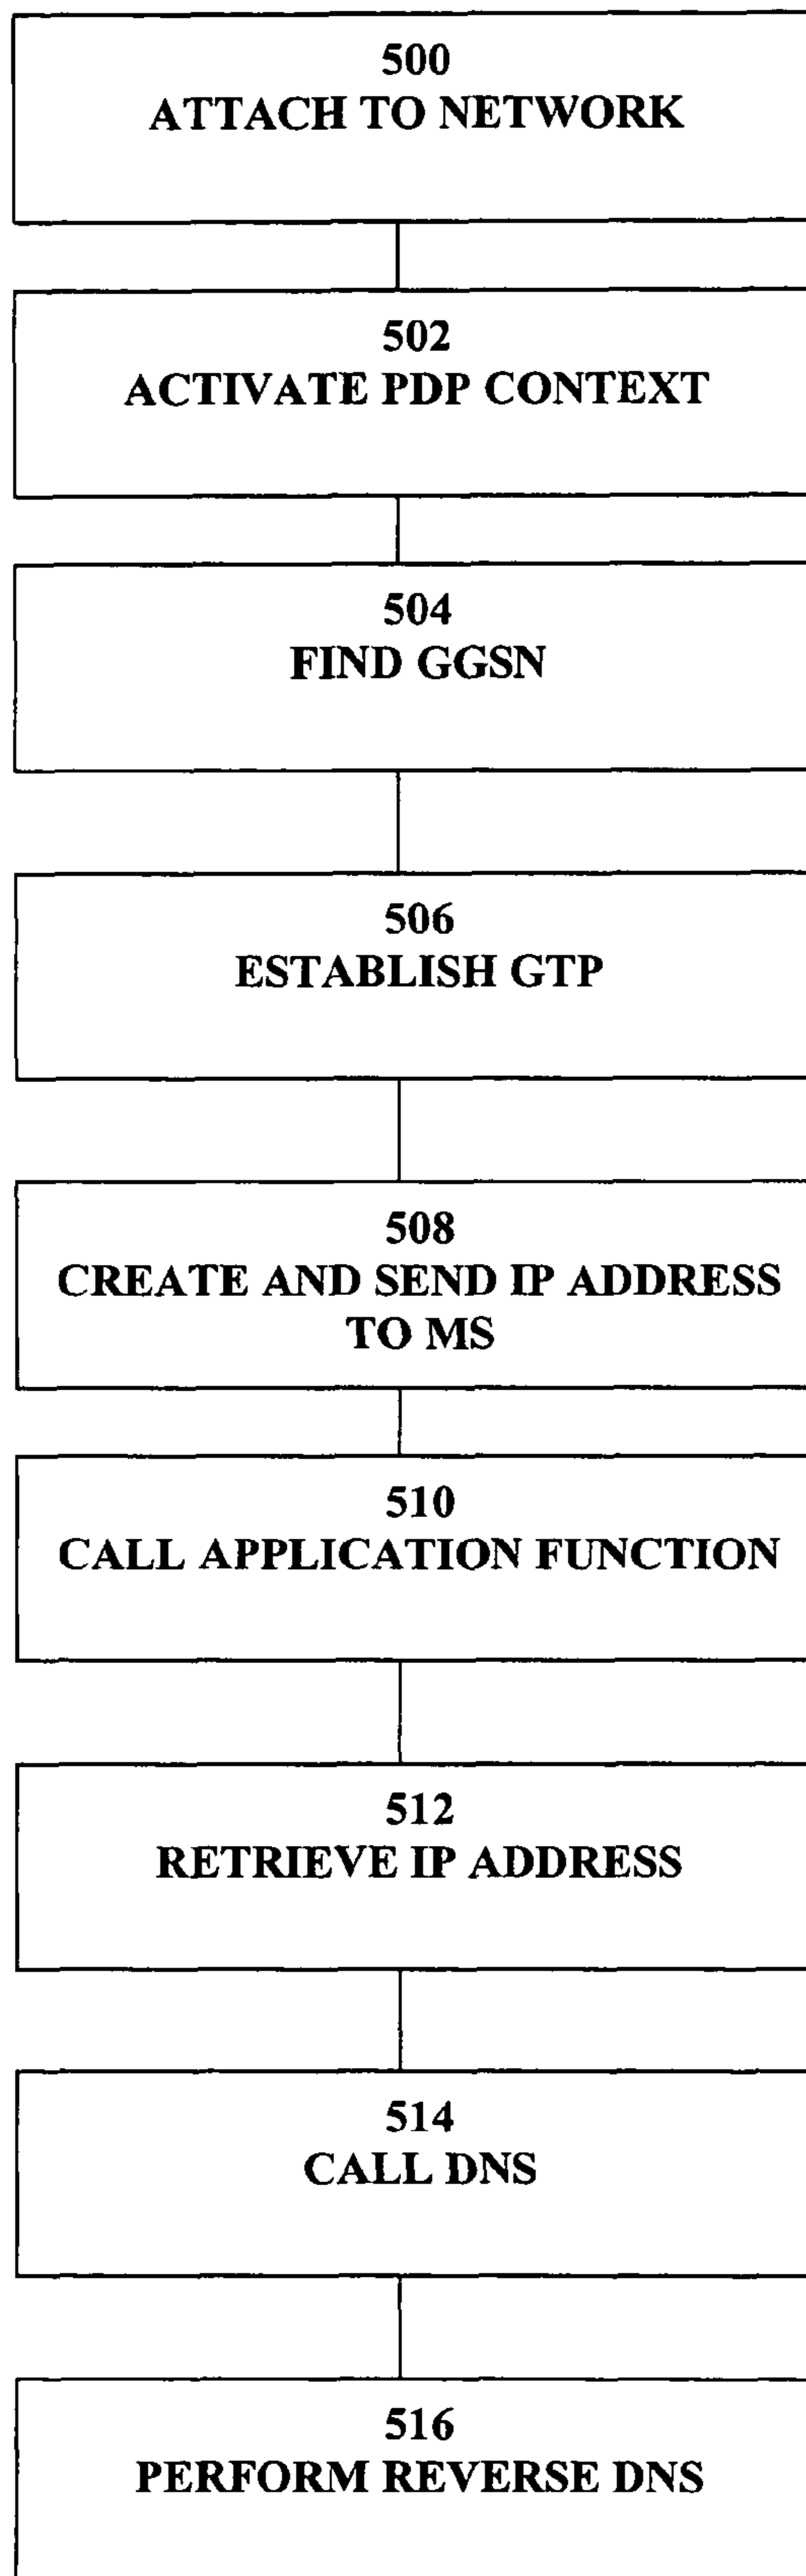 500
ATTACH TO NETWORK
502
ACTIVATE PDP CONTEXT
504
FIND GGSN
506
ESTABLISH GTP
508
CREATE AND SEND IP ADDRESS
TO MS
510
CALL APPLICATION FUNCTION
512
RETRIEVE IP ADDRESS
514
CALL DNS
516
PERFORM REVERSE DNS